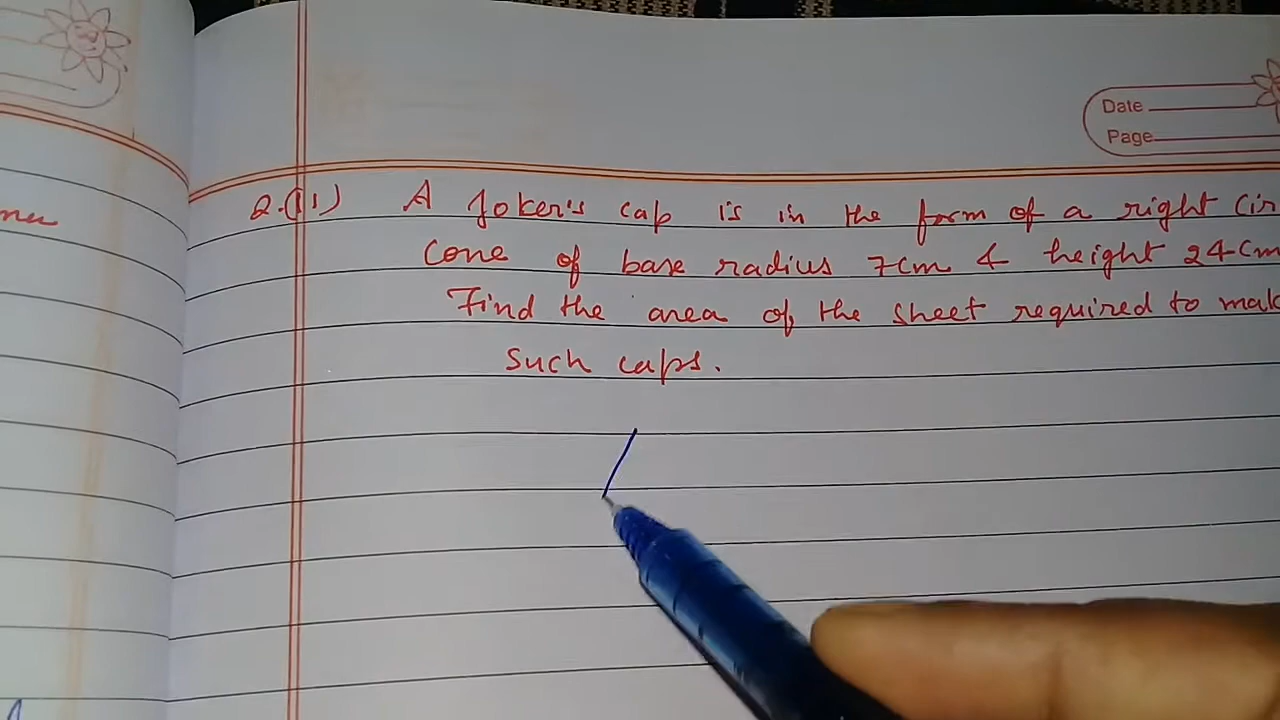 Date
Page
Q.(11) A Joker's cap is in the form of a right Cir
Cone of base radius 7cm & height 24cm
Find the area of the sheet required to mak
such caps.